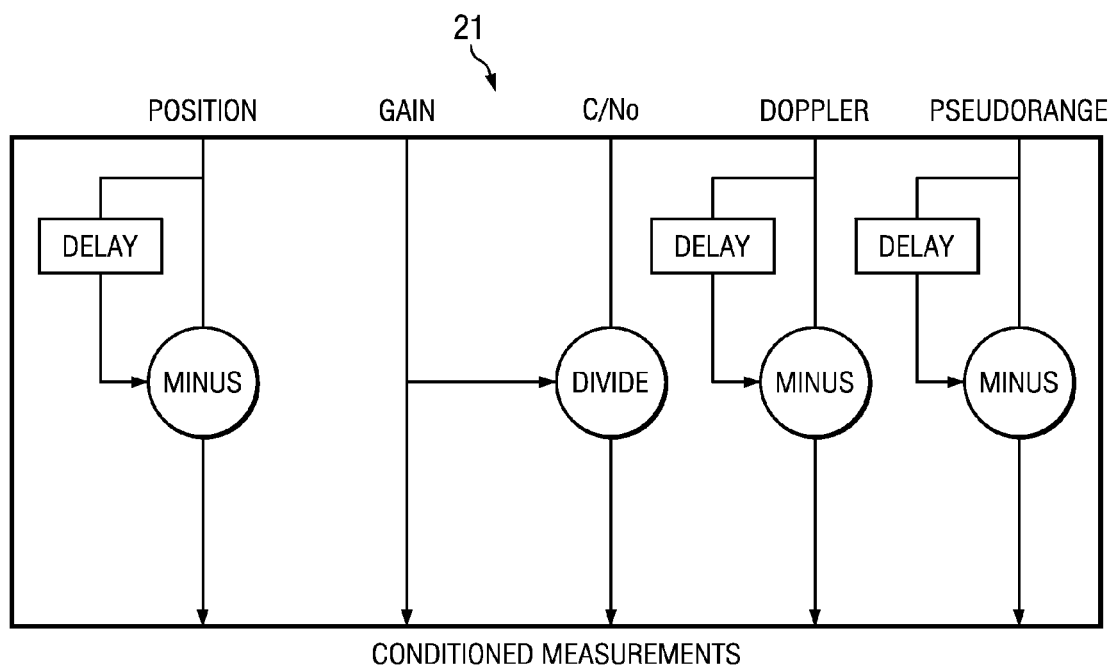 21
POSITION GAIN C/No DOPPLER PSEUDORANGE
DELAY DELAY DELAY
MINUS DIVIDE MINUS MINUS
CONDITIONED MEASUREMENTS